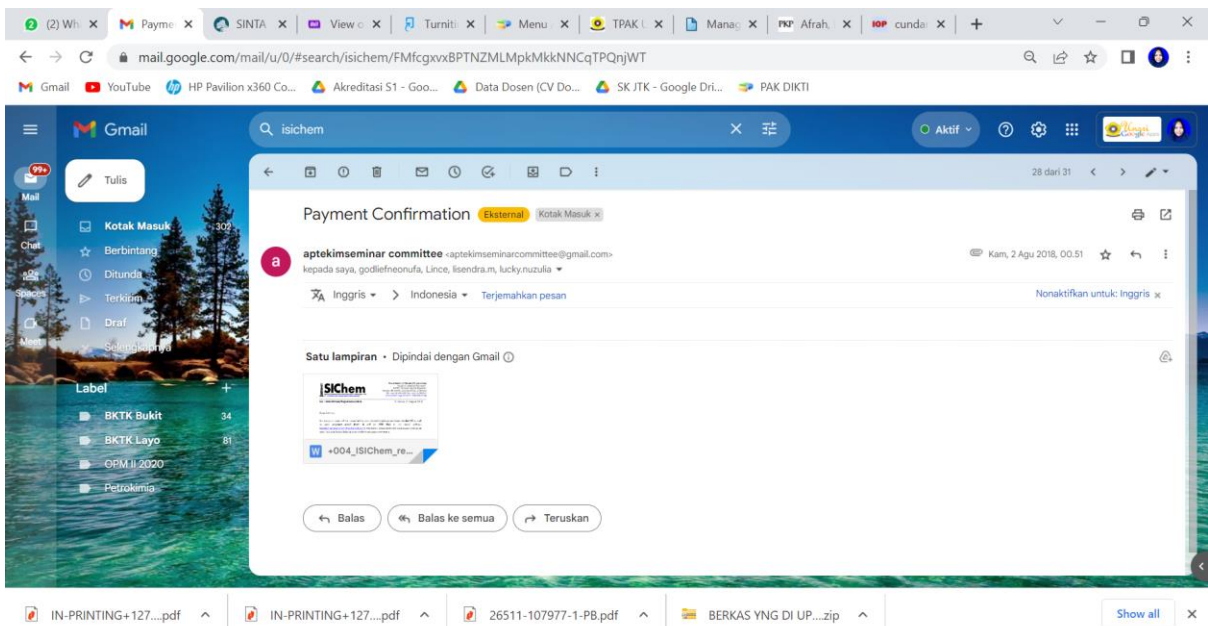 (2) Wh
Payme
SINTA
View o
Turniti
Menu
TPAK U
Manag
PKP Afrah,
IOP cundar
mail.google.com/mail/u/0/#search/isichem/FMfcgxvxBPTNZMLMpkMkkNNCqTPQnjWT
Gmail
YouTube
HP Pavilion x360 Co...
Akreditasi S1 - Goo...
Data Dosen (CV Do...
SK JTK - Google Dri...
PAK DIKTI
Gmail
isichem
Aktif
99+
Mail
Chat
Spaces
Meet
Tulis
Kotak Masuk 302
Berbintang
Ditunda
Terkirim
Draf
Selengkapnya
Label
BKTK Bukit 34
BKTK Layo 81
OPM II 2020
Petrokimia
28 dari 31
Payment Confirmation Eksternal Kotak Masuk ×
a
aptekimseminar committee <aptekimseminarcommittee@gmail.com>
Kam, 2 Agu 2018, 00.51
kepada saya, godliefneonufa, Lince, lisendra.m, lucky.nuzulia
Inggris > Indonesia Terjemahkan pesan
Nonaktifkan untuk: Inggris ×
Satu lampiran • Dipindai dengan Gmail
ISIChem
W +004_ISIChem_re...
Balas
Balas ke semua
Teruskan
IN-PRINTING+127....pdf
IN-PRINTING+127....pdf
26511-107977-1-PB.pdf
BERKAS YNG DI UP....zip
Show all